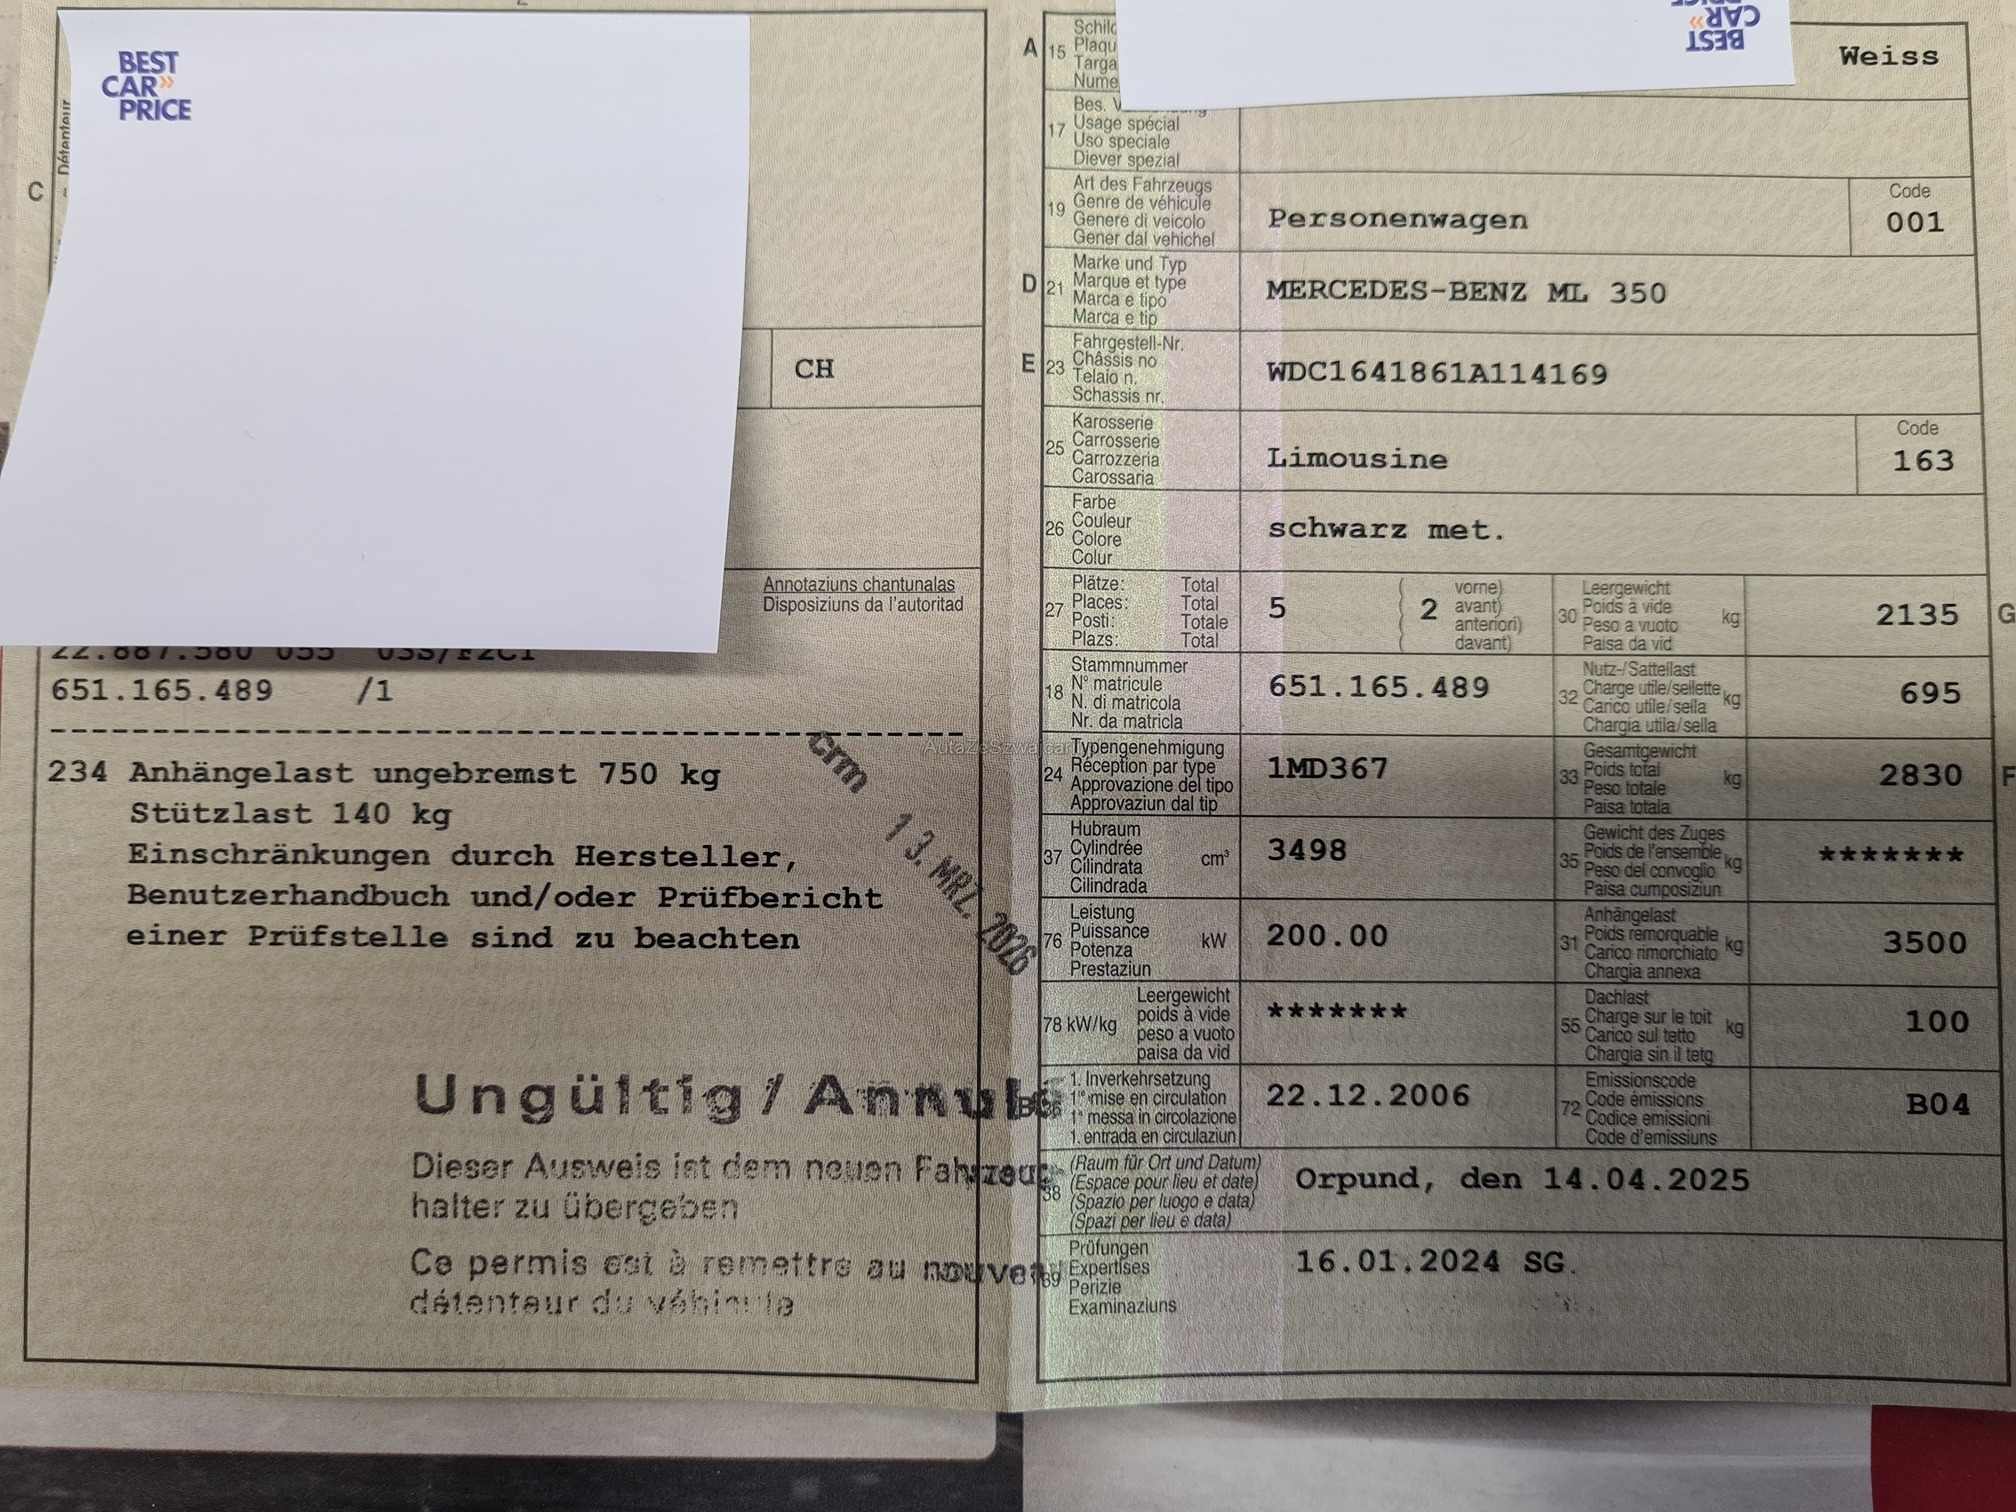 BEST
CAR»
PRICE
Détenteur
C
CH
Annotaziuns chantunalas
Disposiziuns da l'autoritad
22.887.580 055 03S/F2C1
651.165.489 /1
234 Anhängelast ungebremst 750 kg
Stützlast 140 kg
Einschränkungen durch Hersteller,
Benutzerhandbuch und/oder Prüfbericht
einer Prüfstelle sind zu beachten
crm
13. MRZ. 2026
Ungültig / Annulé
Dieser Ausweis ist dem neuen Fahrzeug-
halter zu übergeben
Ce permis est à remettre au nouveau
détenteur du véhicule
AutaZeSzwajcarii
BEST
CAR»
PRICE
A 15 Schild
Plaqu
Targa
Nume
Weiss
17 Bes. V
Usage spécial
Uso speciale
Diever spezial
19 Art des Fahrzeugs
Genre de véhicule
Genere di veicolo
Gener dal vehichel
Personenwagen
Code
001
D 21 Marke und Typ
Marque et type
Marca e tipo
Marca e tip
MERCEDES-BENZ ML 350
E 23 Fahrgestell-Nr.
Châssis no
Telaio n.
Schassis nr.
WDC1641861A114169
25 Karosserie
Carrosserie
Carrozzeria
Carossaria
Limousine
Code
163
26 Farbe
Couleur
Colore
Colur
schwarz met.
27 Plätze: Total
Places: Total
Posti: Totale
Plazs: Total
5
( 2 vorne)
( avant)
( anteriori)
( davant)
30 Leergewicht
Poids à vide
Peso a vuoto
Paisa da vid
kg
2135
G
18 Stammnummer
N° matricule
N. di matricola
Nr. da matricla
651.165.489
32 Nutz-/Sattellast
Charge utile/sellette
Carico utile/sella
Chargia utila/sella
kg
695
24 Typengenehmigung
Réception par type
Approvazione del tipo
Approvaziun dal tip
1MD367
33 Gesamtgewicht
Poids total
Peso totale
Paisa totala
kg
2830
F
37 Hubraum
Cylindrée
Cilindrata
Cilindrada
cm³
3498
35 Gewicht des Zuges
Poids de l'ensemble
Peso del convoglio
Paisa cumposiziun
kg
*******
76 Leistung
Puissance
Potenza
Prestaziun
kW
200.00
31 Anhängelast
Poids remorquable
Carico rimorchiato
Chargia annexa
kg
3500
78 kW/kg
Leergewicht
poids à vide
peso a vuoto
paisa da vid
*******
55 Dachlast
Charge sur le toit
Carico sul tetto
Chargia sin il tetg
kg
100
B 36 1. Inverkehrsetzung
1re mise en circulation
1a messa in circolazione
1. entrada en circulaziun
22.12.2006
72 Emissionscode
Code émissions
Codice emissioni
Code d'emissiuns
B04
38 (Raum für Ort und Datum)
(Espace pour lieu et date)
(Spazio per luogo e data)
(Spazi per lieu e data)
Orpund, den 14.04.2025
39 Prüfungen
Expertises
Perizie
Examinaziuns
16.01.2024 SG.